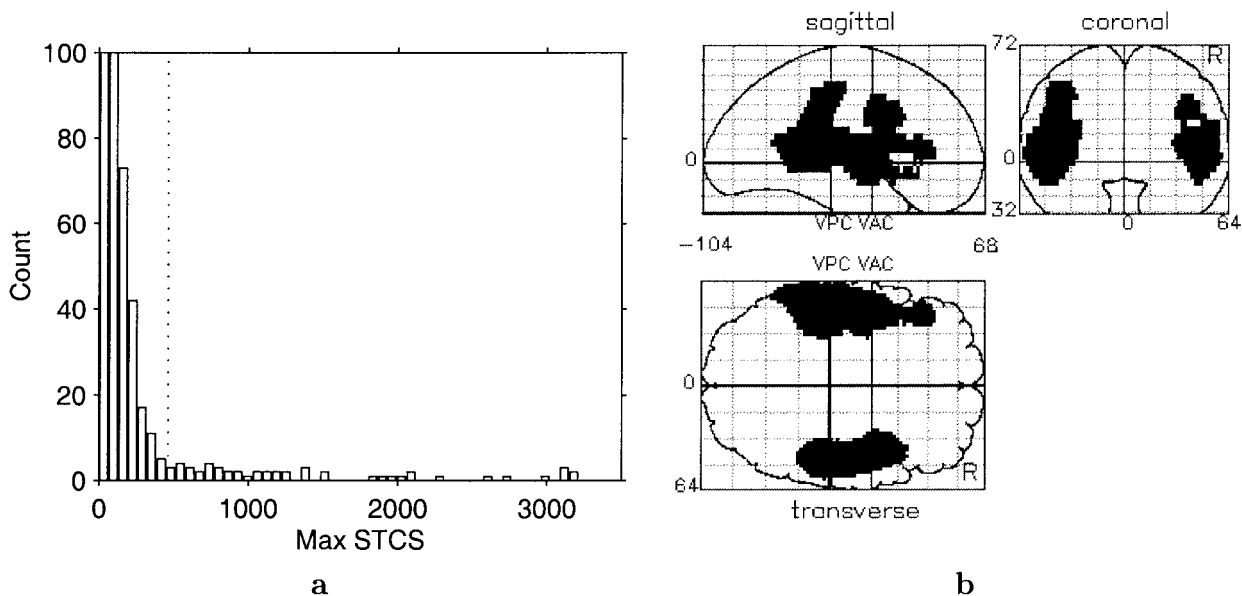 100
80
60
40
20
0
Count
0 1000 2000 3000
Max STCS
a
sagittal
0
VPC VAC
-104 68
coronal
72
R
0
32
0 64
VPC VAC
0
64
R
transverse
b